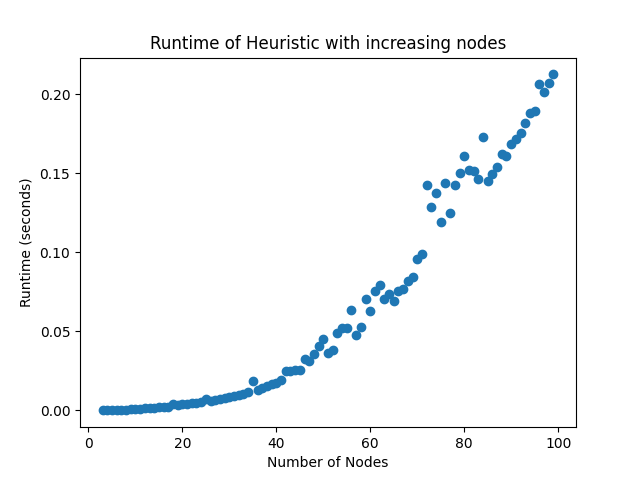 Runtime of Heuristic with increasing nodes
0.20
0.15
0.10
0.05
0.00
Runtime (seconds)
0 20 40 60 80 100
Number of Nodes